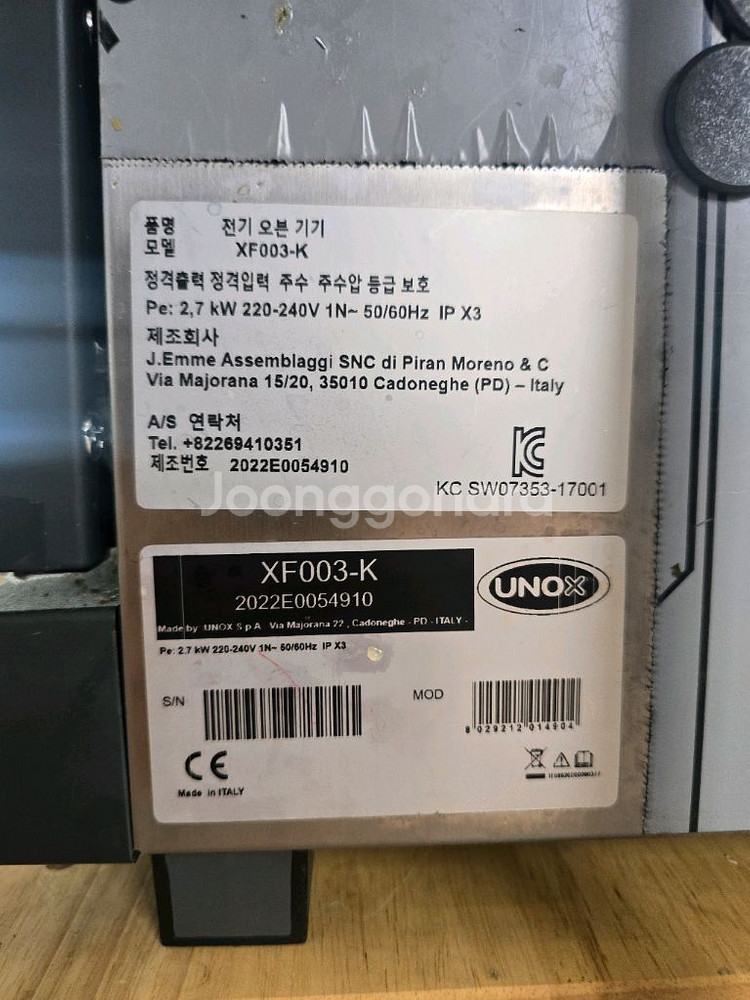 품명 전기 오븐 기기
모델 XF003-K
정격출력 정격입력 주수 주수압 등급 보호
Pe: 2,7 kW 220-240V 1N~ 50/60Hz IP X3
제조회사
J.Emme Assemblaggi SNC di Piran Moreno & C
Via Majorana 15/20, 35010 Cadoneghe (PD) – Italy
A/S 연락처
Tel. +82269410351
제조번호 2022E0054910
KC SW07353-17001
Joonggonara
XF003-K
2022E0054910
UNOX
Made by UNOX S.p.A. Via Majorana 22 , Cadoneghe - PD - ITALY -
Pe: 2.7 kW 220-240V 1N~ 50/60Hz IP X3
S/N
MOD
8 029212 014904
CE
Made in ITALY